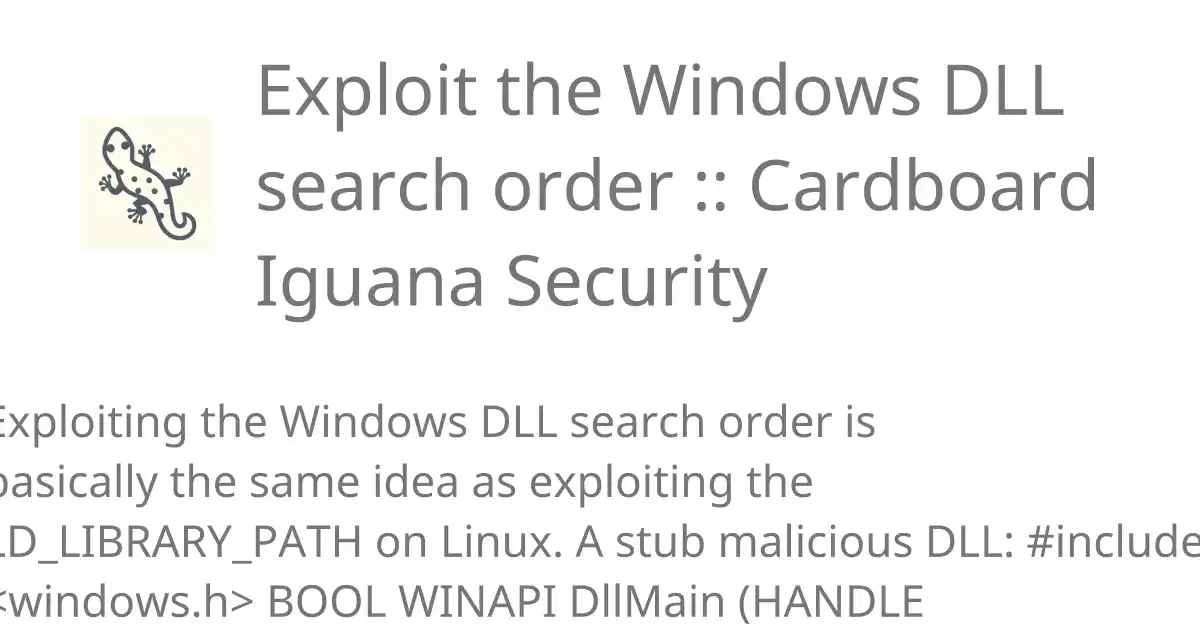 Exploit the Windows DLL
search order :: Cardboard
Iguana Security
Exploiting the Windows DLL search order is
basically the same idea as exploiting the
LD_LIBRARY_PATH on Linux. A stub malicious DLL: #include
<windows.h> BOOL WINAPI DllMain (HANDLE